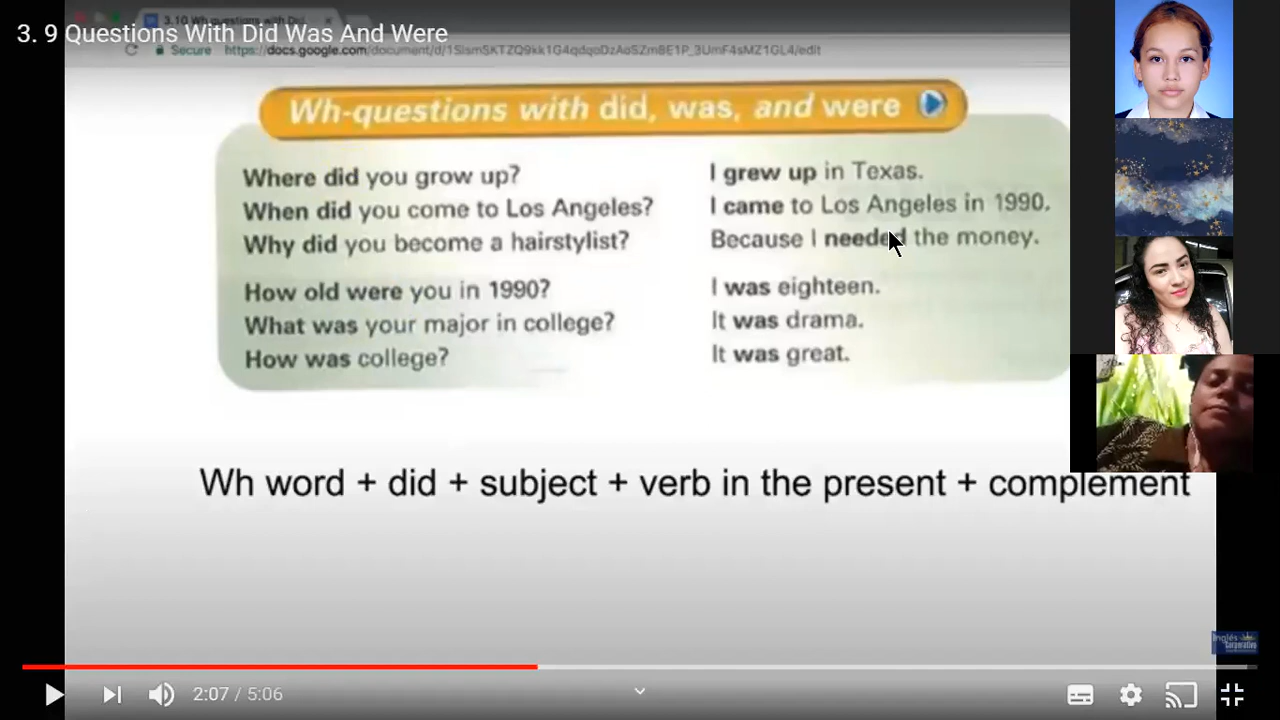 3. 9 Questions With Did Was And Were
Secure
Wh-questions with did, was, and were
Where did you grow up?
I grew up in Texas.
When did you come to Los Angeles?
I came to Los Angeles in 1990.
Why did you become a hairstylist?
Because I needed the money.
How old were you in 1990?
I was eighteen.
What was your major in college?
It was drama.
How was college?
It was great.
Wh word + did + subject + verb in the present + complement
Inglés
Corporativo
2:07 / 5:06